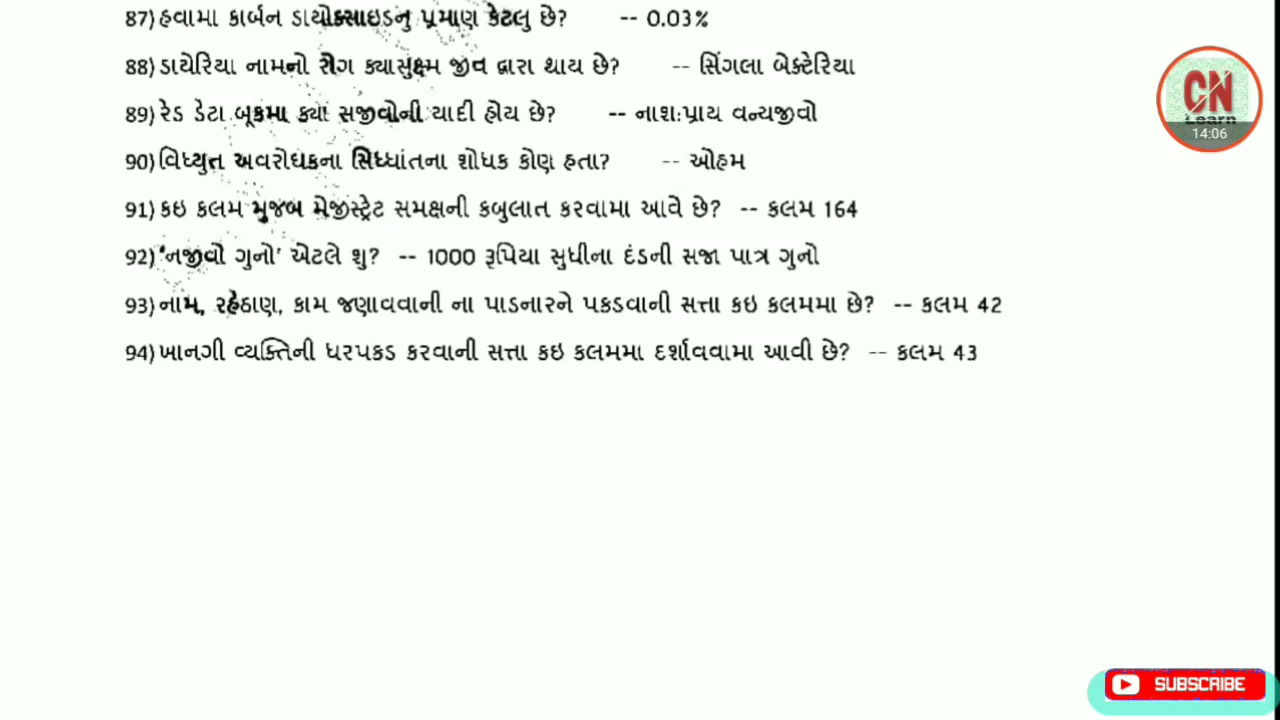 87) હવામા કાર્બન ડાયોક્સાઇડનુ પ્રમાણ કેટલુ છે? -- 0.03%
88) ડાયેરિયા નામનો રોગ ક્યાસુક્ષ્મ જીવ દ્વારા થાય છે? -- સિંગલા બેક્ટેરિયા
89) રેડ ડેટા બૂકમા ક્યા સજીવોની યાદી હોય છે? -- નાશ:પ્રાય વન્યજીવો
90) વિધ્યુત અવરોધકના સિધ્ધાંતના શોધક કોણ હતા? -- ઓહમ
91) કઇ કલમ મુજબ મેજીસ્ટ્રેટ સમક્ષની કબુલાત કરવામા આવે છે? -- કલમ 164
92) 'નજીવો ગુનો' એટલે શુ? -- 1000 રૂપિયા સુધીના દંડની સજા પાત્ર ગુનો
93) નામ, રહેઠાણ, કામ જણાવવાની ના પાડનારને પકડવાની સત્તા કઇ કલમમા છે? -- કલમ 42
94) ખાનગી વ્યક્તિની ધરપકડ કરવાની સત્તા કઇ કલમમા દર્શાવવામા આવી છે? -- કલમ 43
CN
Learn
14:06
SUBSCRIBE